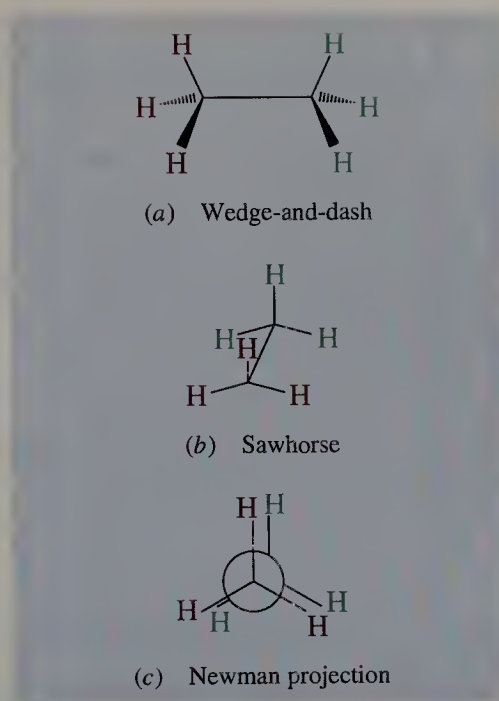 H H
H H
H H
(a) Wedge-and-dash
H
H H
H
H H
(b) Sawhorse
H H
H H
H H
(c) Newman projection